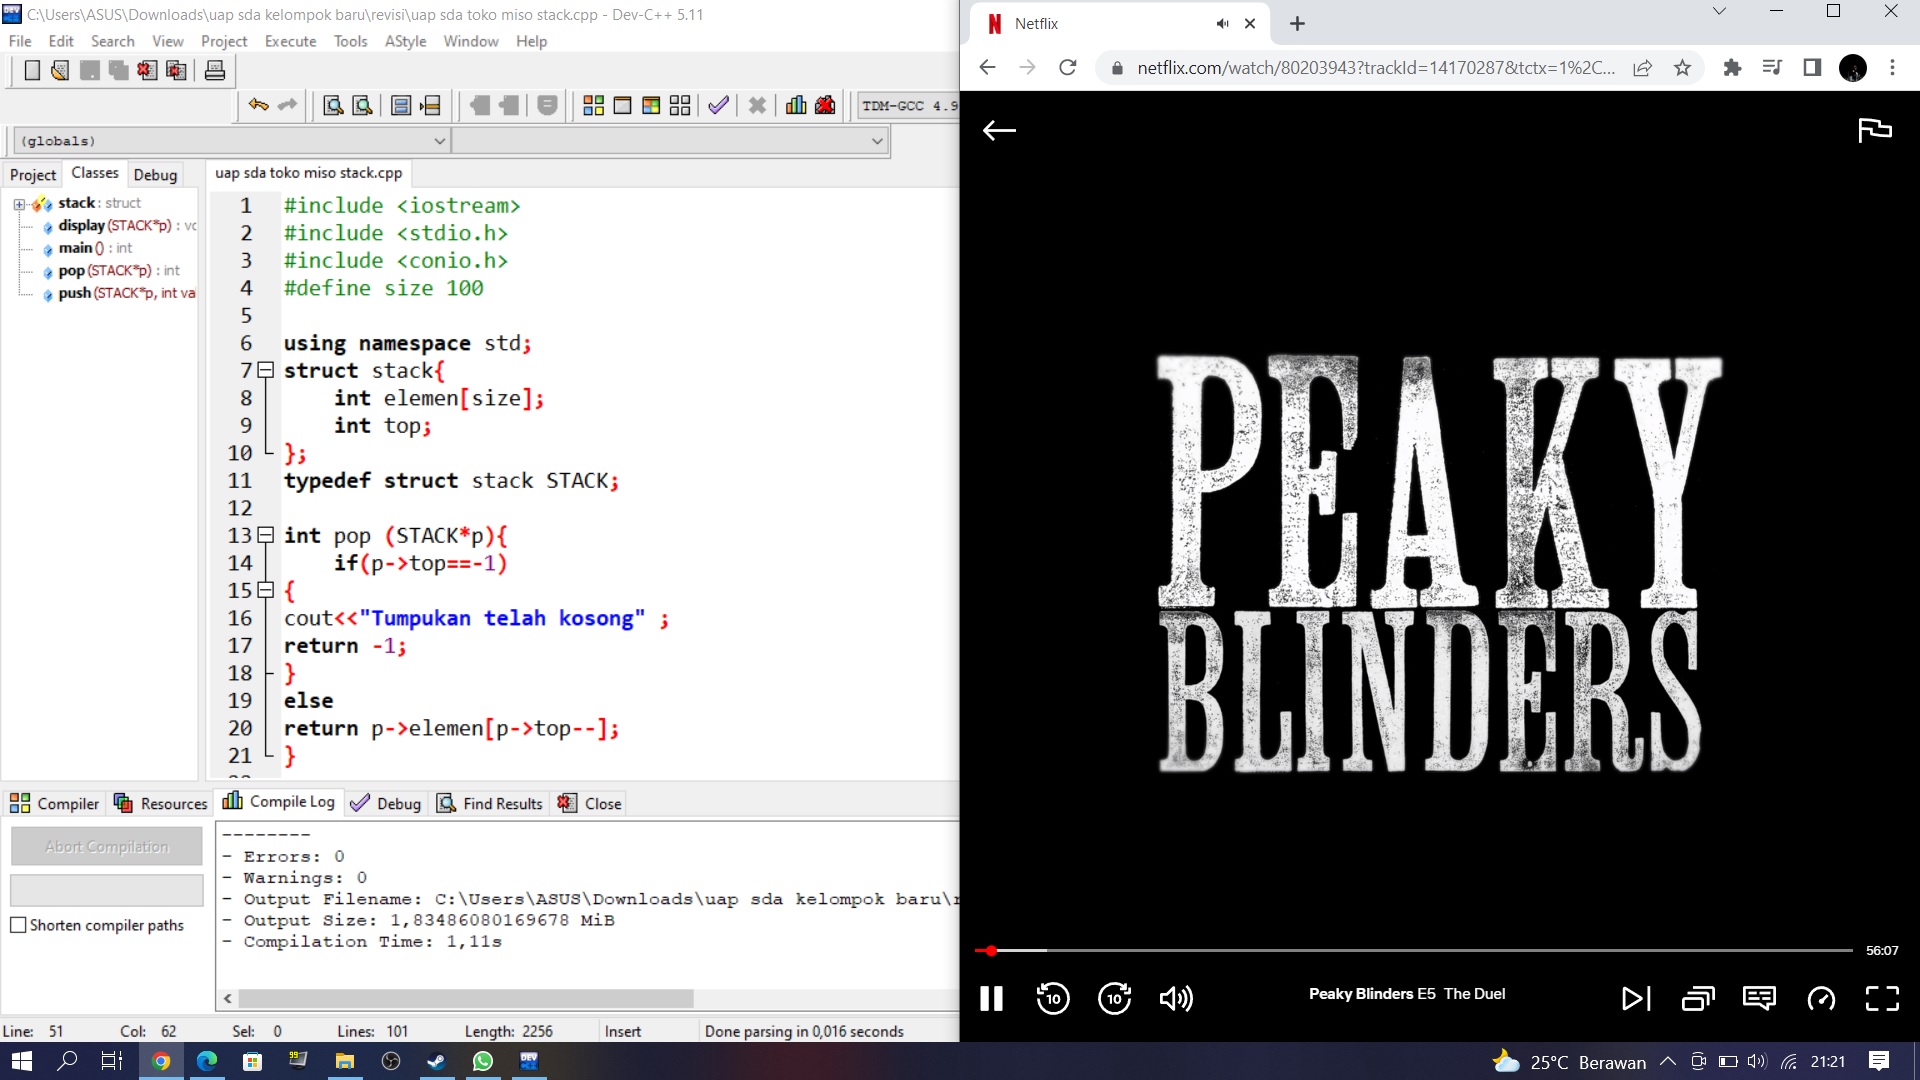 C:\Users\ASUS\Downloads\uap sda kelompok baru\revisi\uap sda toko miso stack.cpp - Dev-C++ 5.11
File Edit Search View Project Execute Tools AStyle Window Help
TDM-GCC 4.9
(globals)
Project Classes Debug
uap sda toko miso stack.cpp
stack : struct
display (STACK*p) : vo
main () : int
pop (STACK*p) : int
push (STACK*p, int va
1 #include <iostream>
2 #include <stdio.h>
3 #include <conio.h>
4 #define size 100
5
6 using namespace std;
7 struct stack{
8 int elemen[size];
9 int top;
10 };
11 typedef struct stack STACK;
12
13 int pop (STACK*p){
14 if(p->top==-1)
15 {
16 cout<<"Tumpukan telah kosong" ;
17 return -1;
18 }
19 else
20 return p->elemen[p->top--];
21 }
Compiler Resources Compile Log Debug Find Results Close
Abort Compilation
Shorten compiler paths
--------
- Errors: 0
- Warnings: 0
- Output Filename: C:\Users\ASUS\Downloads\uap sda kelompok baru\r
- Output Size: 1,83486080169678 MiB
- Compilation Time: 1,11s
Line: 51 Col: 62 Sel: 0 Lines: 101 Length: 2256 Insert Done parsing in 0,016 seconds
Netflix
netflix.com/watch/80203943?trackId=14170287&tctx=1%2C...
PEAKY
BLINDERS
56:07
10
10
Peaky Blinders E5 The Duel
99
DEV
25°C Berawan
21:21